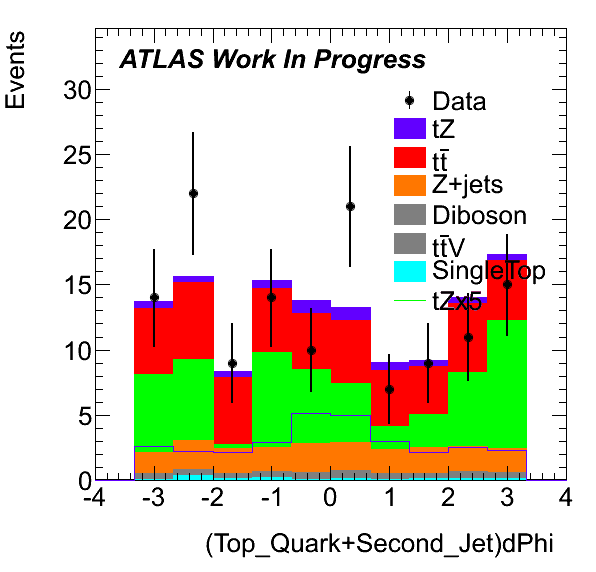 Events
ATLAS Work In Progress
Data
tZ
tt̄
Z+jets
Diboson
tt̄V
SingleTop
tZx5
30
25
20
15
10
5
0
-4 -3 -2 -1 0 1 2 3 4
(Top_Quark+Second_Jet)dPhi